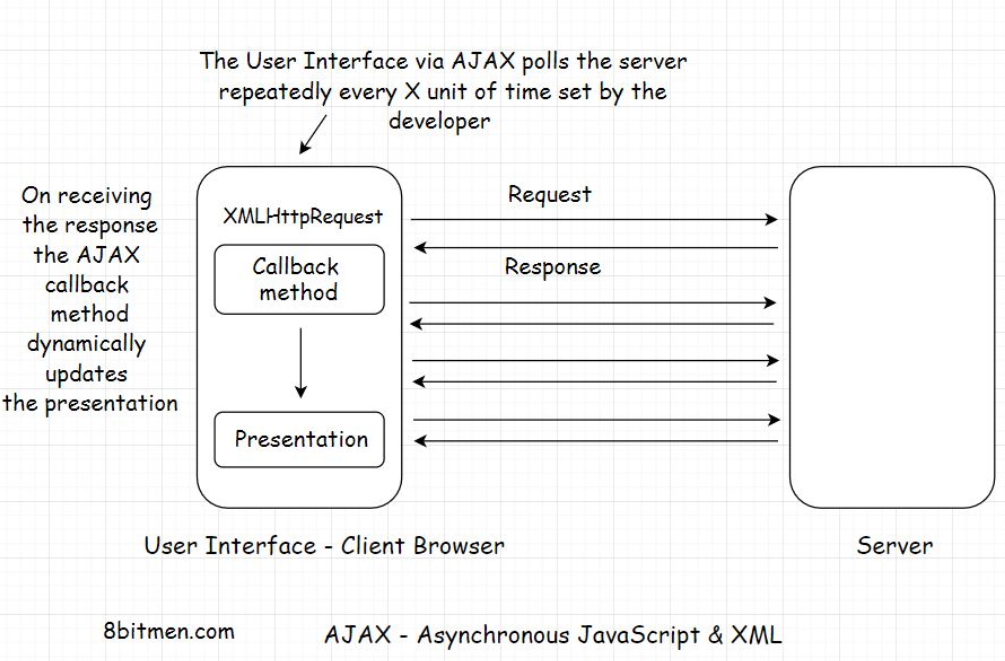 The User Interface via AJAX polls the server
repeatedly every X unit of time set by the
developer
On receiving
the response
the AJAX
callback
method
dynamically
updates
the presentation
XMLHttpRequest
Callback
method
Presentation
Request
Response
User Interface - Client Browser
Server
8bitmen.com
AJAX - Asynchronous JavaScript & XML